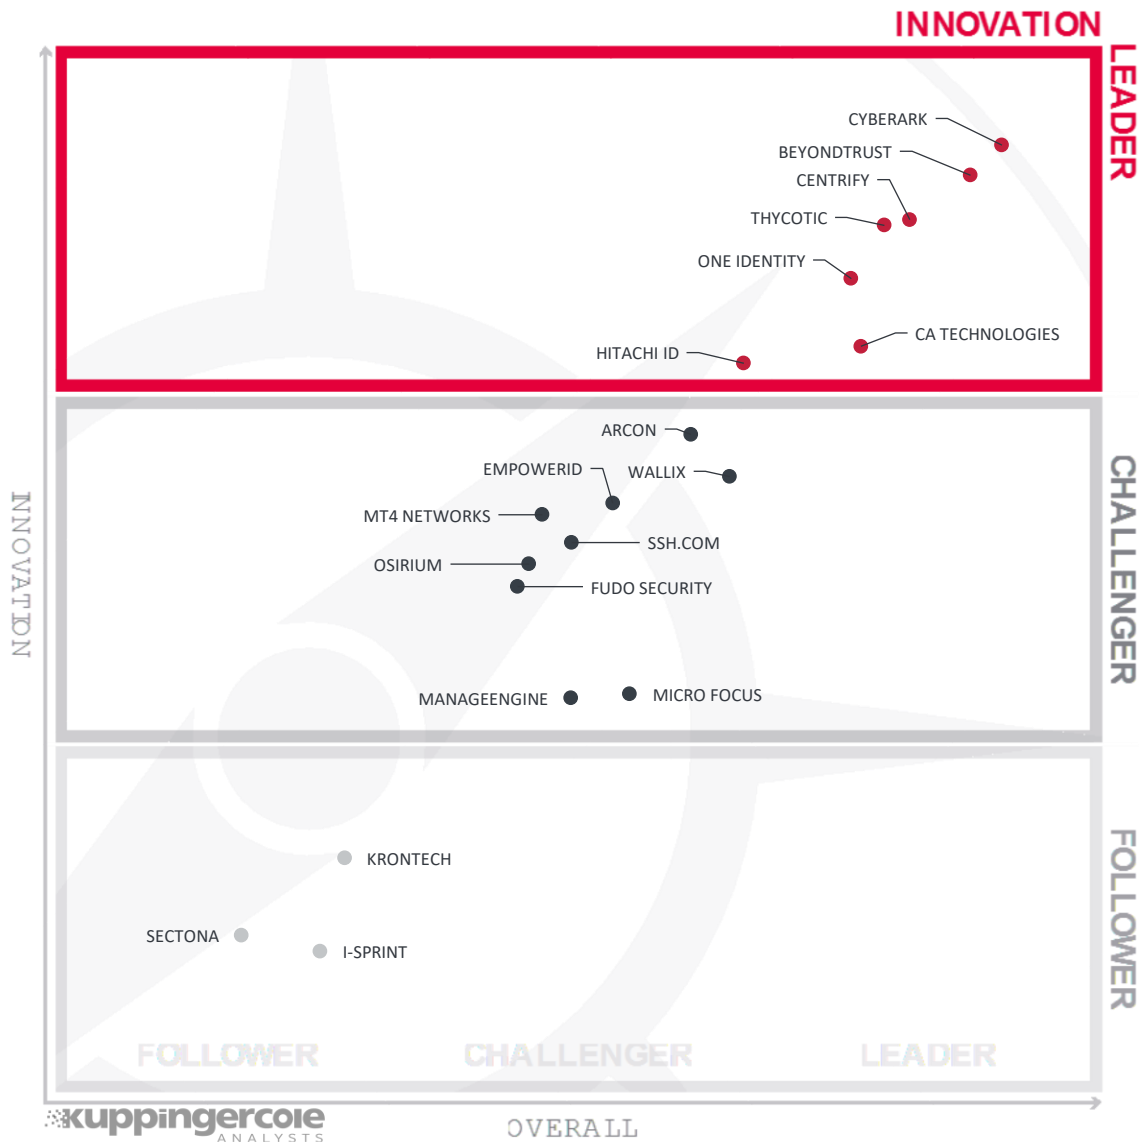 INNOVATION
LEADER
CYBERARK
BEYONDTRUST
CENTRIFY
THYCOTIC
ONE IDENTITY
CA TECHNOLOGIES
HITACHI ID
ARCON
EMPOWERID
WALLIX
MT4 NETWORKS
SSH.COM
OSIRIUM
FUDO SECURITY
CHALLENGER
INNOVATION
MANAGEENGINE
MICRO FOCUS
KRONTECH
SECTONA
I-SPRINT
FOLLOWER
FOLLOWER
CHALLENGER
LEADER
kuppingercole
ANALYSTS
OVERALL